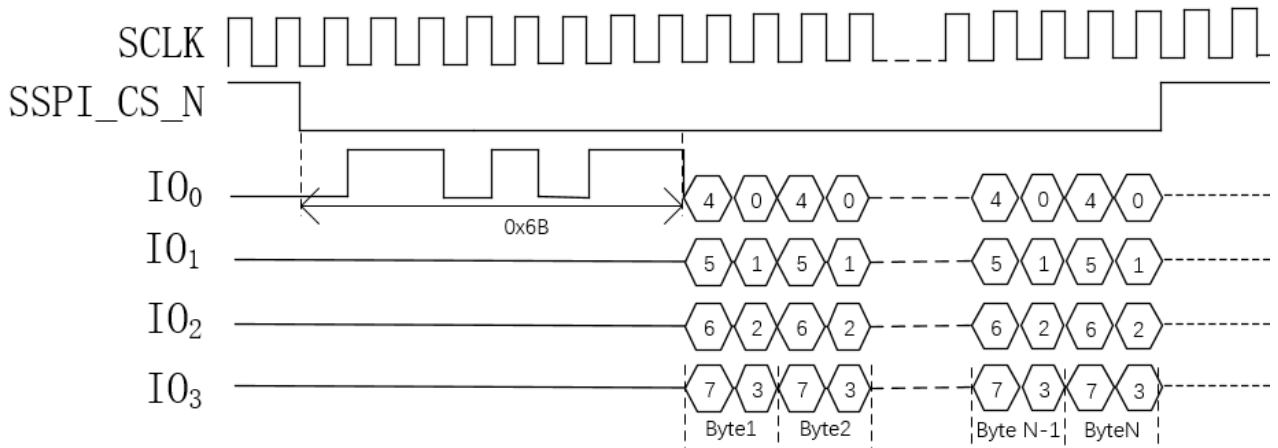 SCLK
SSPI_CS_N
IO₀ 4 0 4 0 4 0 4 0
0x6B
IO₁ 5 1 5 1 5 1 5 1
IO₂ 6 2 6 2 6 2 6 2
IO₃ 7 3 7 3 7 3 7 3
Byte1 Byte2 Byte N-1 ByteN